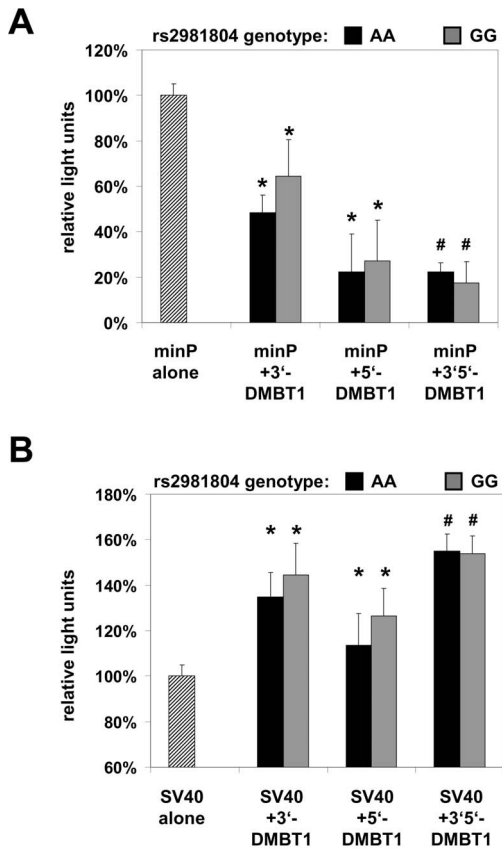 A
rs2981804 genotype: AA GG
120%
100%
80%
60%
40%
20%
0%
relative light units
* * * * # #
minP alone
minP +3‘-DMBT1
minP +5‘-DMBT1
minP +3‘5‘-DMBT1
B
rs2981804 genotype: AA GG
180%
160%
140%
120%
100%
80%
60%
relative light units
* * * * # #
SV40 alone
SV40 +3‘-DMBT1
SV40 +5‘-DMBT1
SV40 +3‘5‘-DMBT1